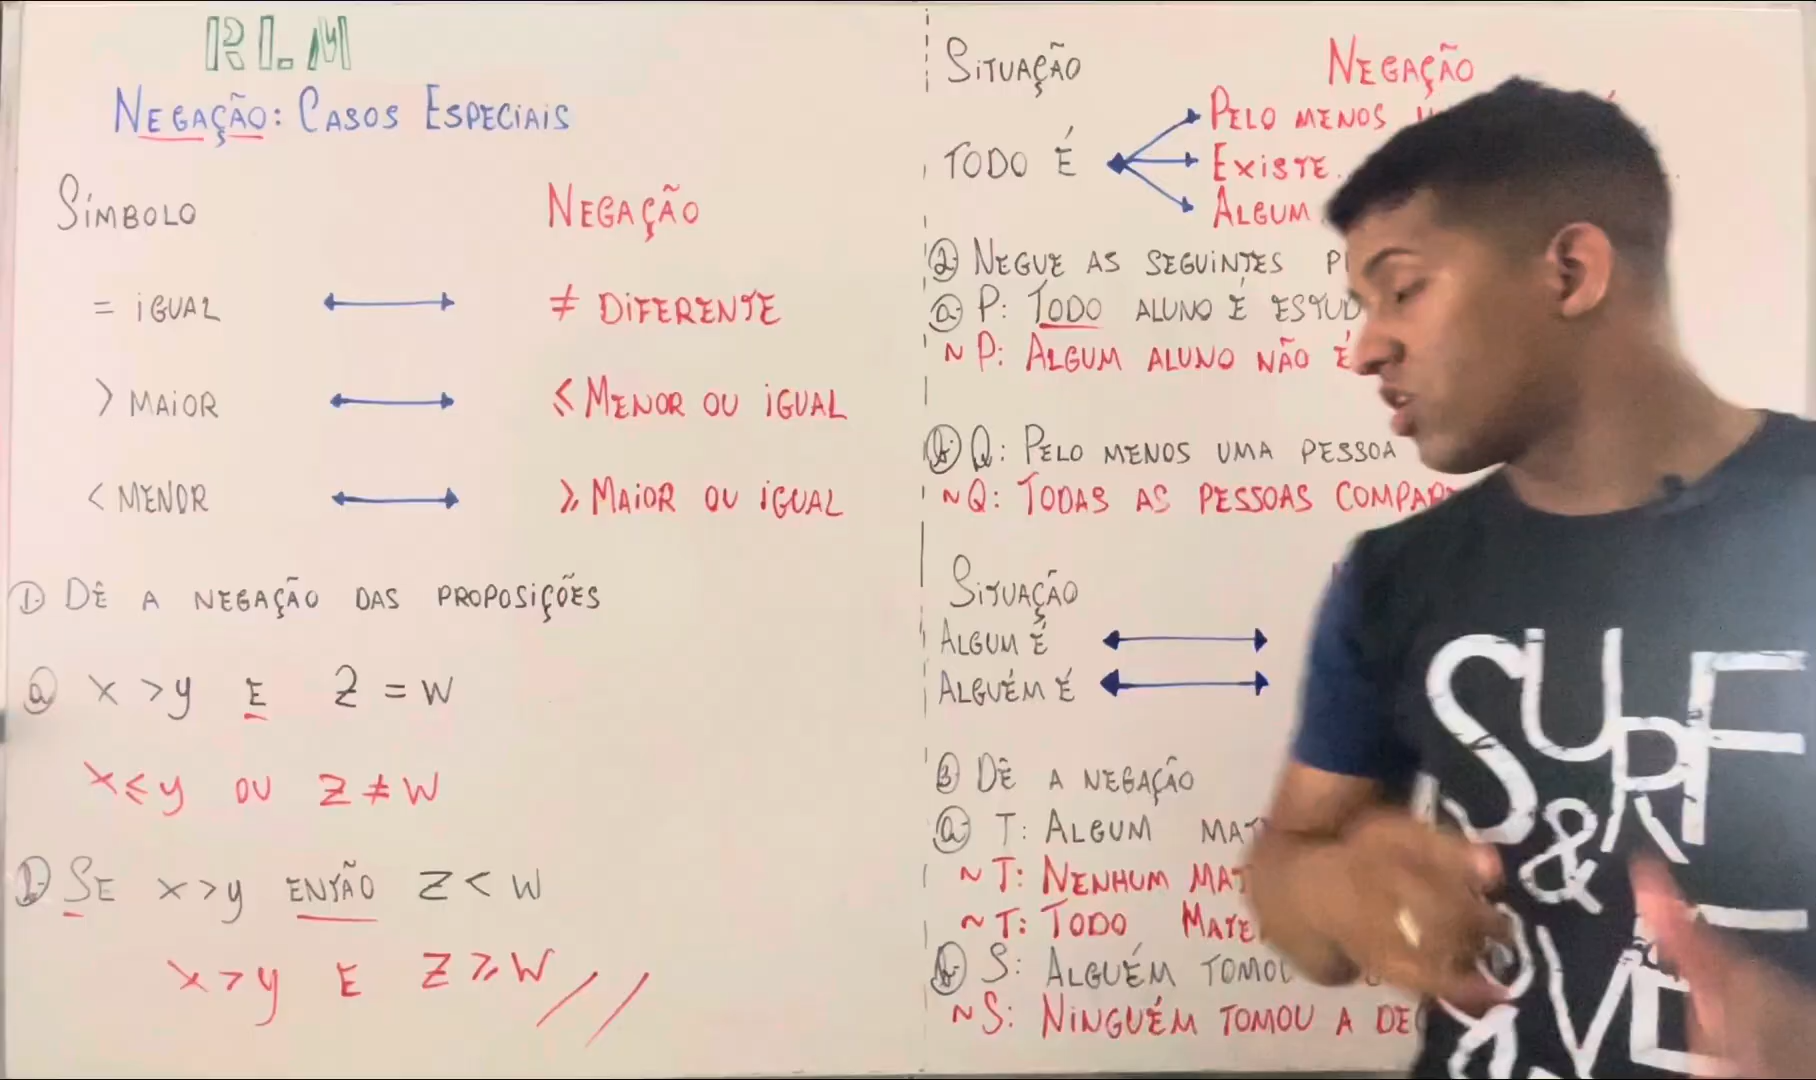 RLM
NEGAÇÃO: CASOS ESPECIAIS
SÍMBOLO NEGAÇÃO
= IGUAL ≠ DIFERENTE
> MAIOR ≤ MENOR OU IGUAL
< MENOR ≥ MAIOR OU IGUAL
1) DÊ A NEGAÇÃO DAS PROPOSIÇÕES
a) X > y E Z = W
X ≤ y OU Z ≠ W
b) SE X > y ENTÃO Z < W
X > y E Z ≥ W //
SITUAÇÃO NEGAÇÃO
PELO MENOS
TODO É EXISTE
ALGUM
2) NEGUE AS SEGUINTES
a) P: TODO ALUNO É
~P: ALGUM ALUNO NÃO É
b) Q: PELO MENOS UMA PESSOA
~Q: TODAS AS PESSOAS
SITUAÇÃO
ALGUM É
ALGUÉM É
3) DÊ A NEGAÇÃO
a) T: ALGUM
~T: NENHUM
~T: TODO
b) S: ALGUÉM TOMOU
~S: NINGUÉM TOMOU A
SURF
&